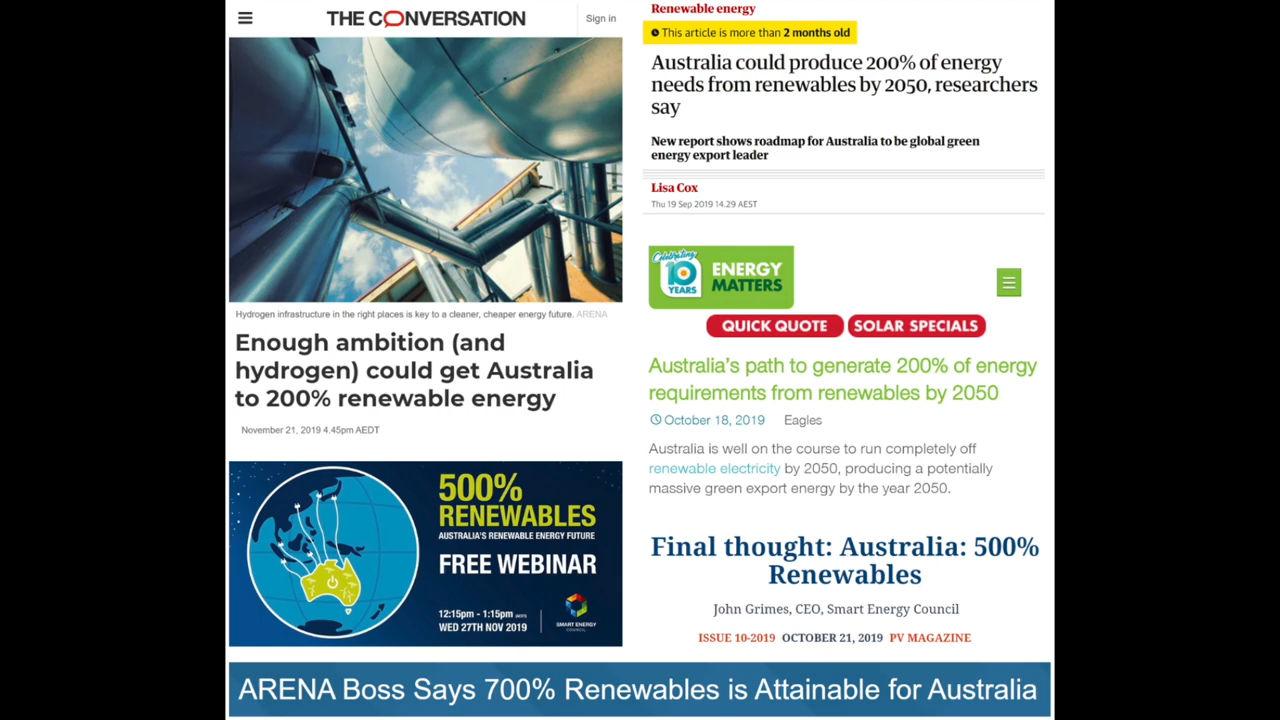 THE CONVERSATION
Sign in
Hydrogen infrastructure in the right places is key to a cleaner, cheaper energy future. ARENA
Enough ambition (and
hydrogen) could get Australia
to 200% renewable energy
November 21, 2019 4.45pm AEDT
500%
RENEWABLES
AUSTRALIA'S RENEWABLE ENERGY FUTURE
FREE WEBINAR
12:15pm - 1:15pm
WED 27TH NOV 2019
SMART ENERGY
COUNCIL
Renewable energy
This article is more than 2 months old
Australia could produce 200% of energy
needs from renewables by 2050, researchers
say
New report shows roadmap for Australia to be global green
energy export leader
Lisa Cox
Thu 19 Sep 2019 14.29 AEST
Celebrating
10
YEARS
ENERGY
MATTERS
QUICK QUOTE
SOLAR SPECIALS
Australia's path to generate 200% of energy
requirements from renewables by 2050
October 18, 2019 Eagles
Australia is well on the course to run completely off
renewable electricity by 2050, producing a potentially
massive green export energy by the year 2050.
Final thought: Australia: 500%
Renewables
John Grimes, CEO, Smart Energy Council
ISSUE 10-2019 OCTOBER 21, 2019 PV MAGAZINE
ARENA Boss Says 700% Renewables is Attainable for Australia